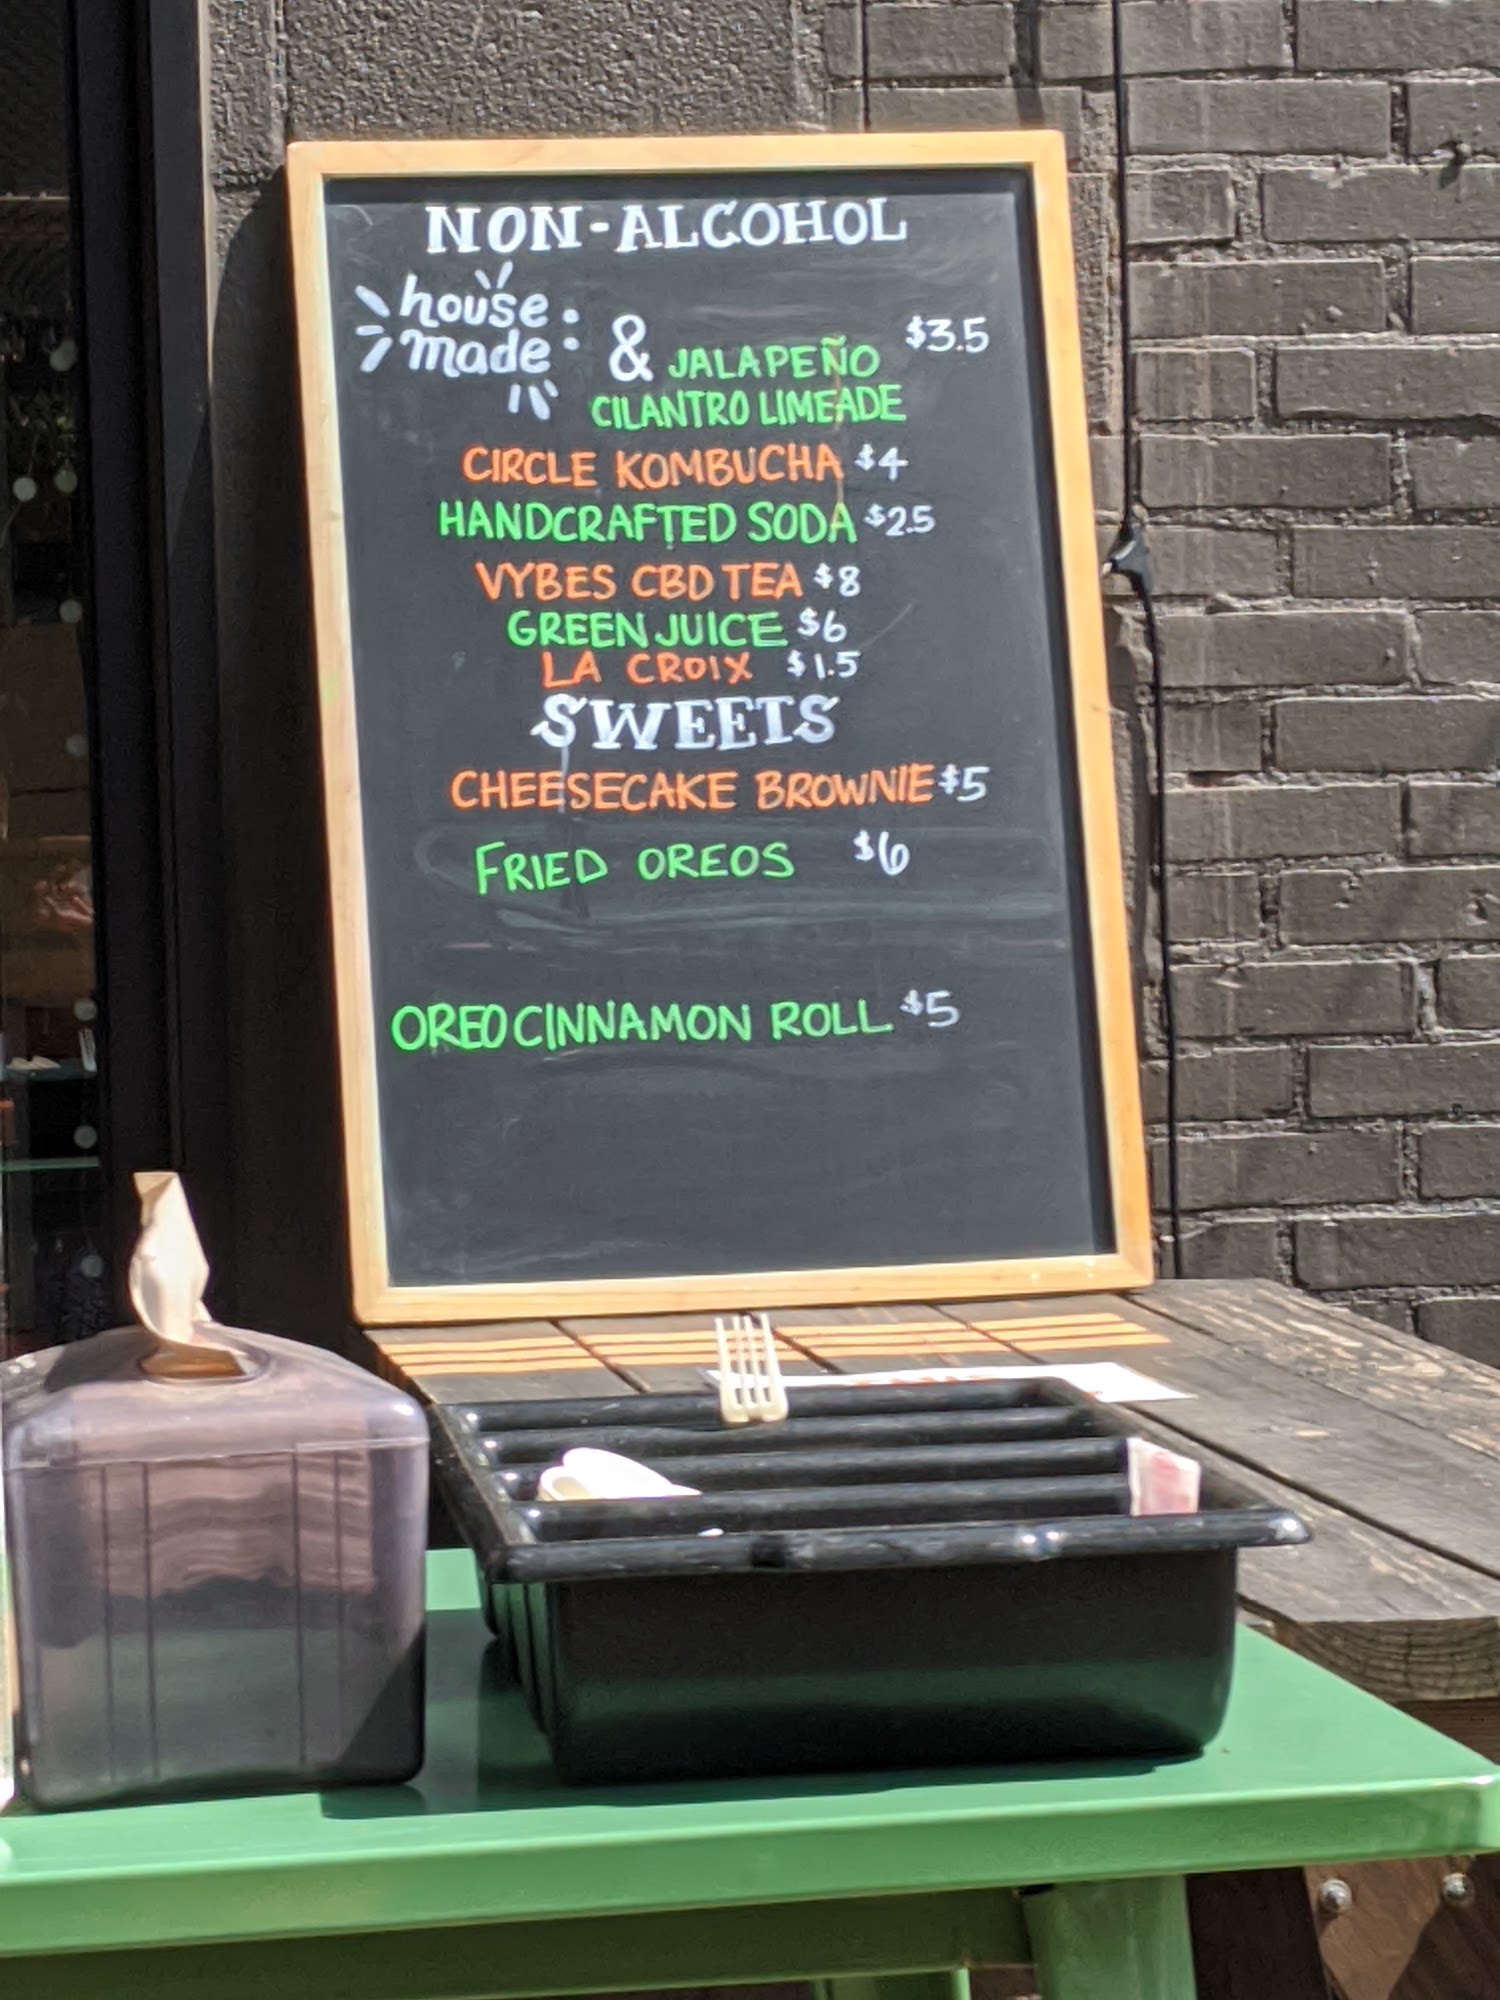 NON-ALCOHOL
house
made : & JALAPEÑO $3.5
CILANTRO LIMEADE
CIRCLE KOMBUCHA $4
HANDCRAFTED SODA $2.5
VYBES CBD TEA $8
GREEN JUICE $6
LA CROIX $1.5
SWEETS
CHEESECAKE BROWNIE $5
FRIED OREOS $6
OREO CINNAMON ROLL $5